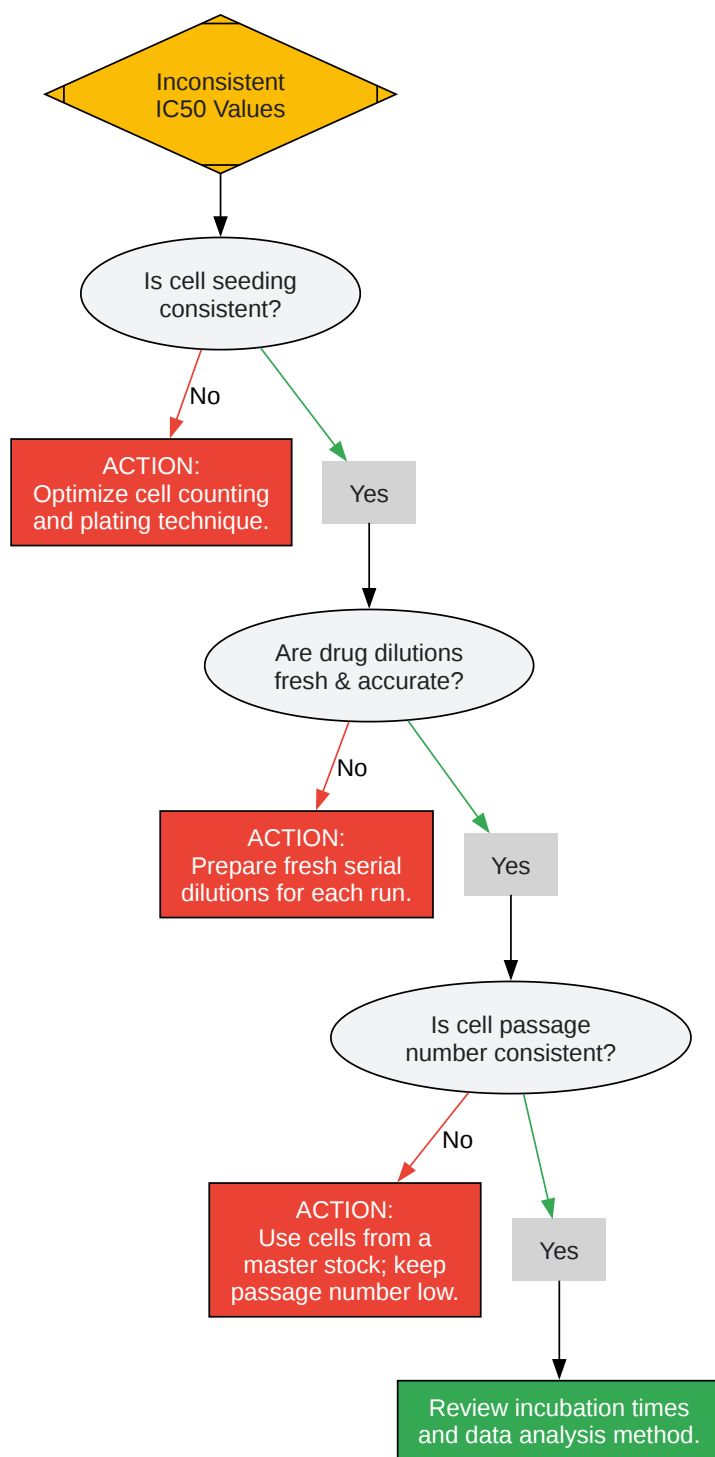 Inconsistent
IC50 Values
Is cell seeding
consistent?
No
ACTION:
Optimize cell counting
and plating technique.
Yes
Are drug dilutions
fresh & accurate?
No
ACTION:
Prepare fresh serial
dilutions for each run.
Yes
Is cell passage
number consistent?
No
ACTION:
Use cells from a
master stock; keep
passage number low.
Yes
Review incubation times
and data analysis method.